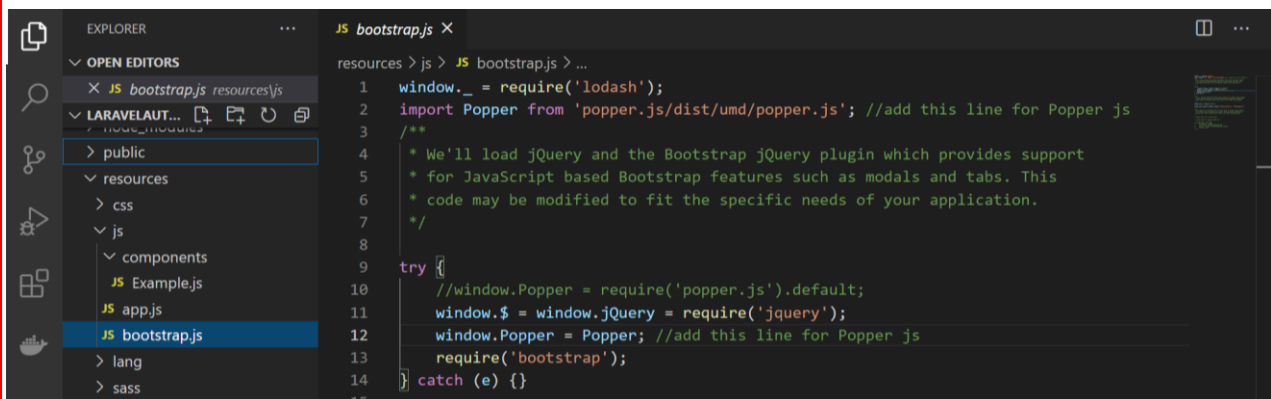 EXPLORER ...
OPEN EDITORS
JS bootstrap.js resources\js
LARAVELAUT...
node_modules
public
resources
css
js
components
JS Example.js
JS app.js
JS bootstrap.js
lang
sass
JS bootstrap.js
resources > js > JS bootstrap.js > ...
1 window._ = require('lodash');
2 import Popper from 'popper.js/dist/umd/popper.js'; //add this line for Popper js
3 /**
4 * We'll load jQuery and the Bootstrap jQuery plugin which provides support
5 * for JavaScript based Bootstrap features such as modals and tabs. This
6 * code may be modified to fit the specific needs of your application.
7 */
8
9 try {
10 //window.Popper = require('popper.js').default;
11 window.$ = window.jQuery = require('jquery');
12 window.Popper = Popper; //add this line for Popper js
13 require('bootstrap');
14 } catch (e) {}